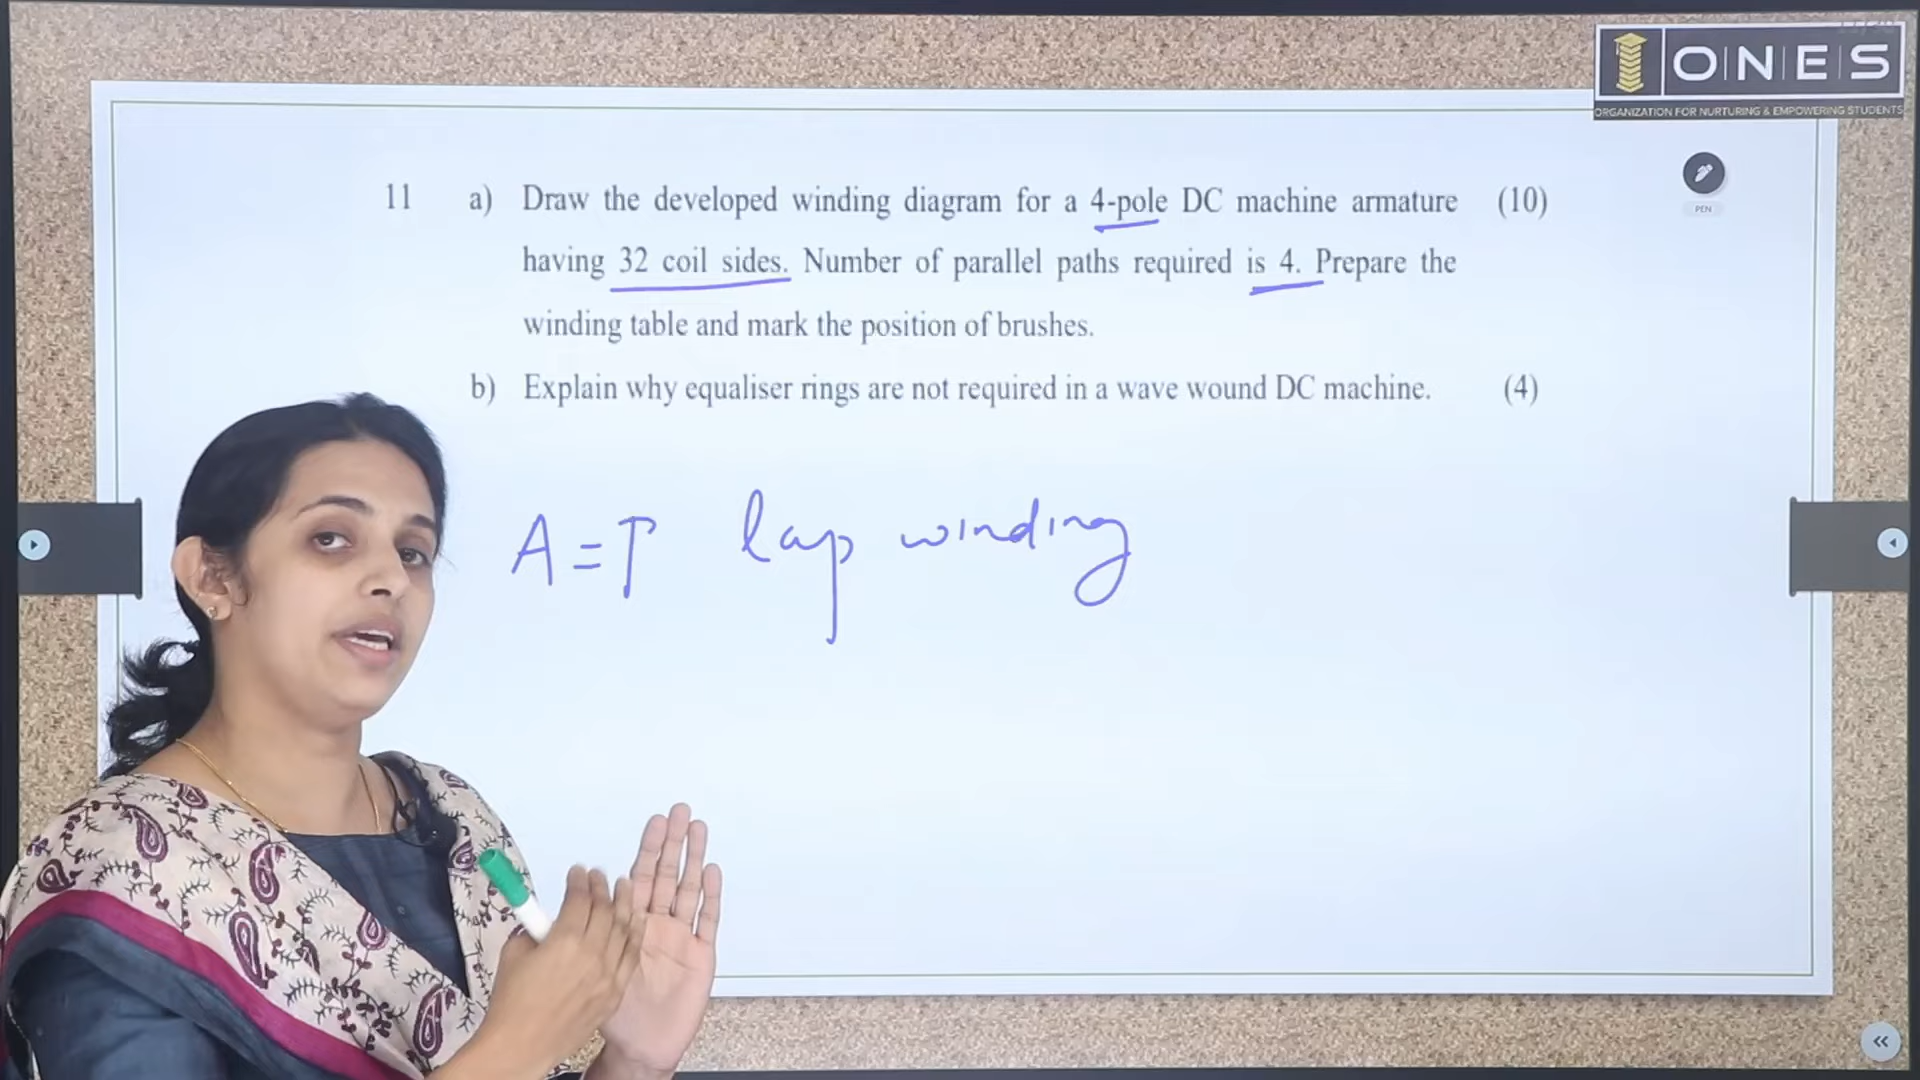 O|N|E|S
ORGANIZATION FOR NURTURING & EMPOWERING STUDENTS
PEN
11 a) Draw the developed winding diagram for a 4-pole DC machine armature (10)
having 32 coil sides. Number of parallel paths required is 4. Prepare the
winding table and mark the position of brushes.
b) Explain why equaliser rings are not required in a wave wound DC machine. (4)
A = P lap winding